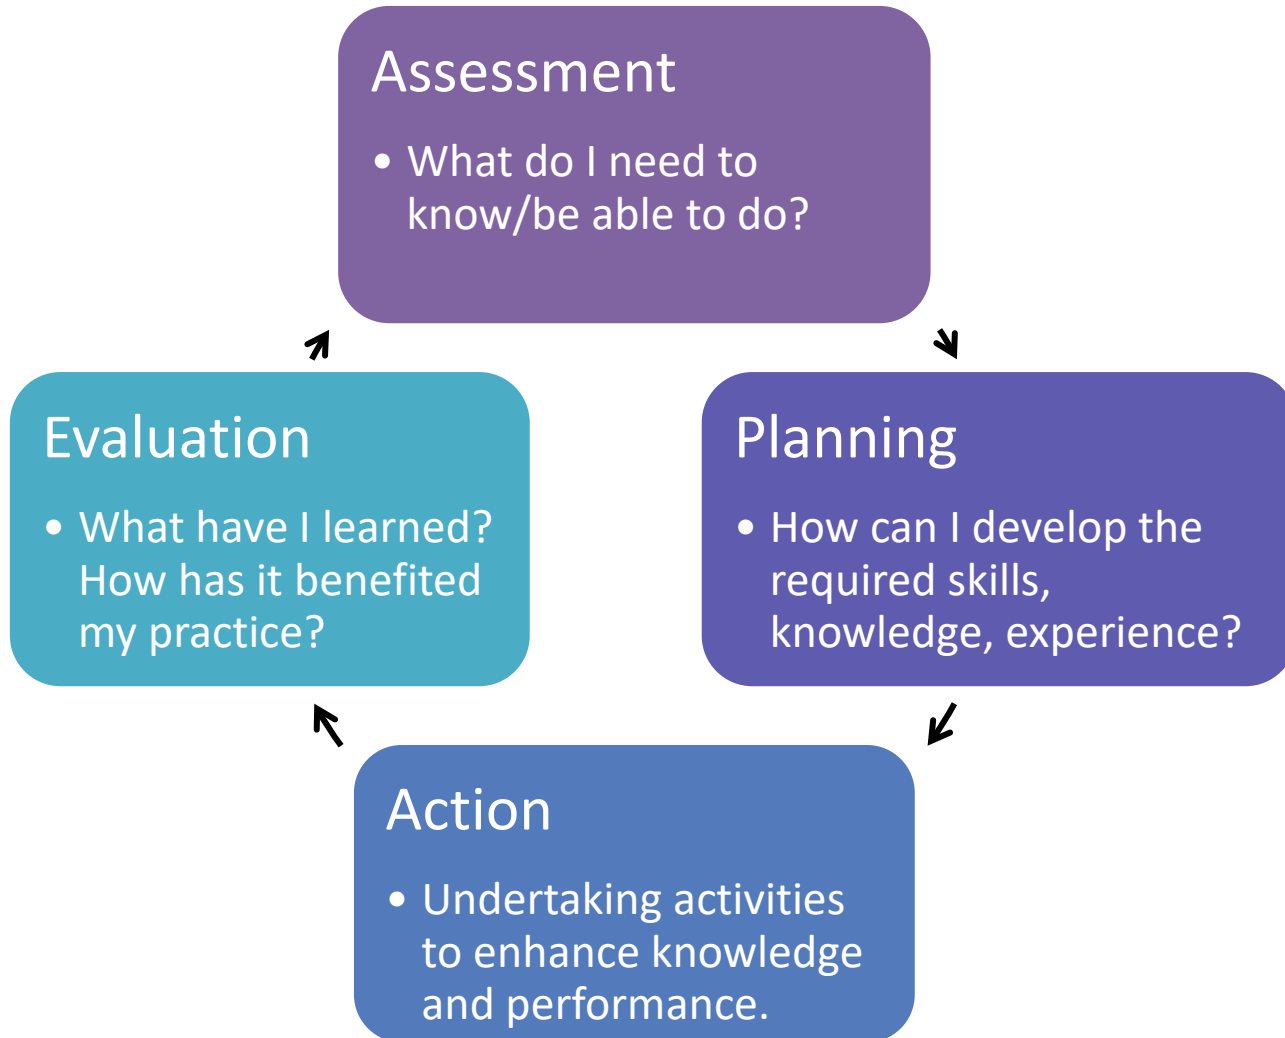 Assessment
• What do I need to
know/be able to do?
Planning
• How can I develop the
required skills,
knowledge, experience?
Action
• Undertaking activities
to enhance knowledge
and performance.
Evaluation
• What have I learned?
How has it benefited
my practice?